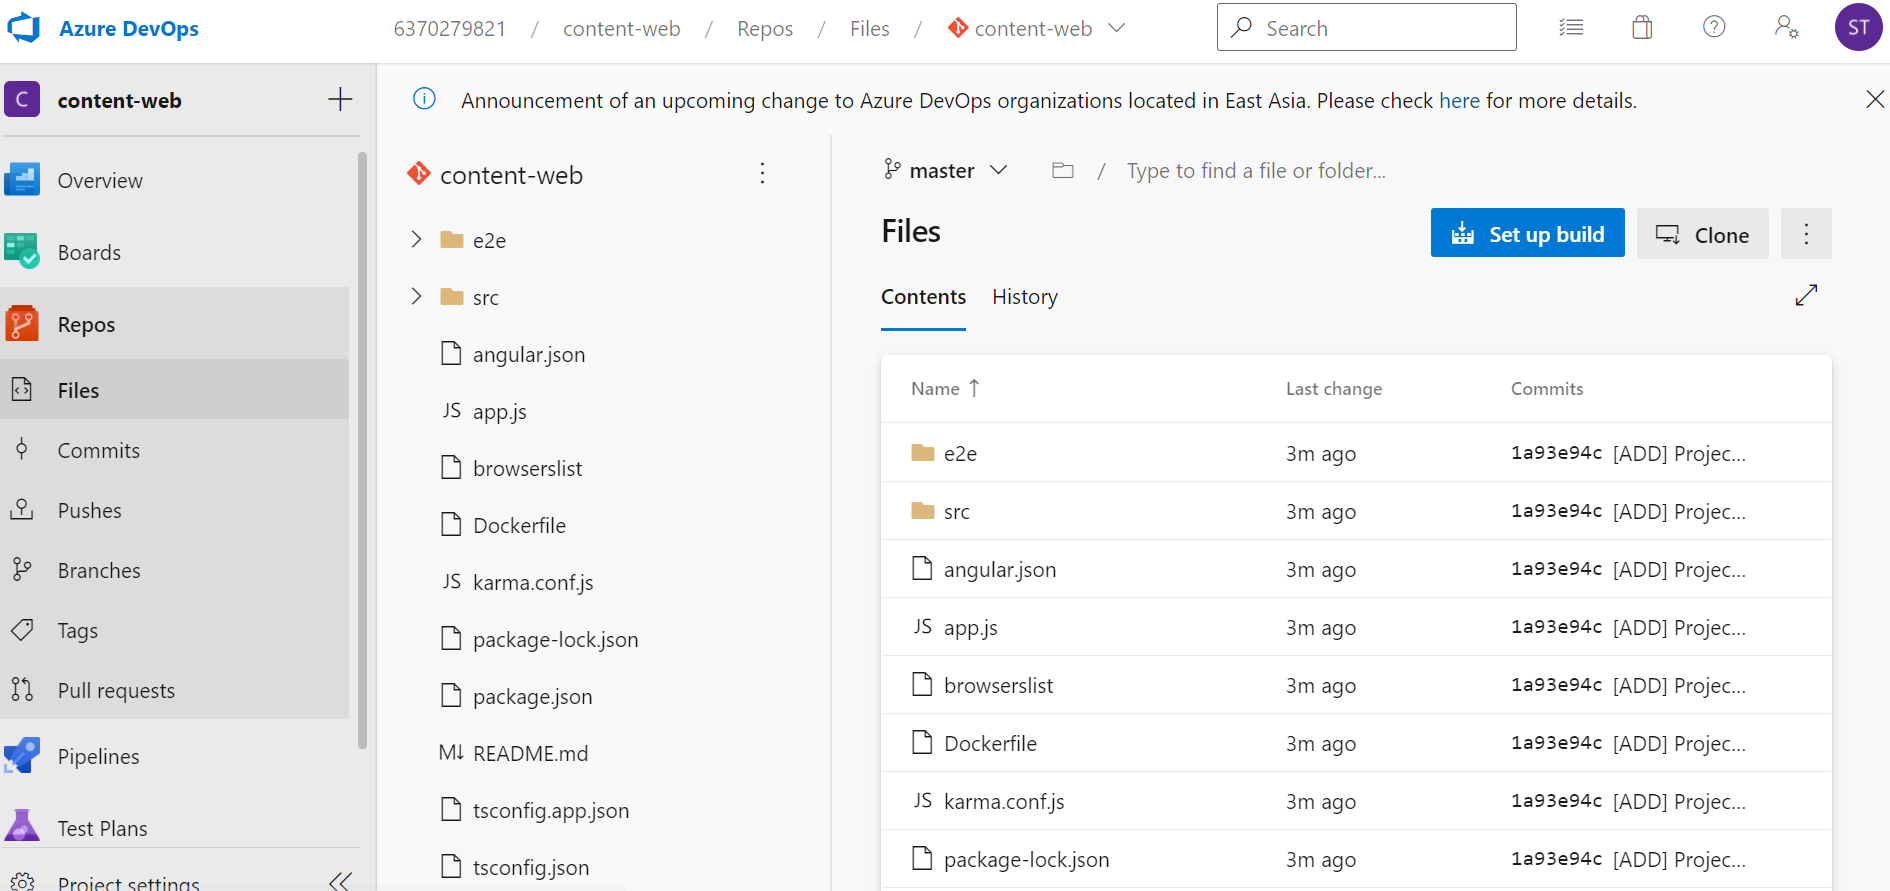 Azure DevOps
6370279821 / content-web / Repos / Files / content-web
Search
ST
C content-web
Announcement of an upcoming change to Azure DevOps organizations located in East Asia. Please check here for more details.
Overview
Boards
Repos
Files
Commits
Pushes
Branches
Tags
Pull requests
Pipelines
Test Plans
Project settings
content-web
e2e
src
angular.json
JS app.js
browserslist
Dockerfile
JS karma.conf.js
package-lock.json
package.json
M↓ README.md
tsconfig.app.json
tsconfig.json
master / Type to find a file or folder...
Files
Set up build
Clone
Contents History
Name ↑ Last change Commits
e2e 3m ago 1a93e94c [ADD] Projec...
src 3m ago 1a93e94c [ADD] Projec...
angular.json 3m ago 1a93e94c [ADD] Projec...
JS app.js 3m ago 1a93e94c [ADD] Projec...
browserslist 3m ago 1a93e94c [ADD] Projec...
Dockerfile 3m ago 1a93e94c [ADD] Projec...
JS karma.conf.js 3m ago 1a93e94c [ADD] Projec...
package-lock.json 3m ago 1a93e94c [ADD] Projec...